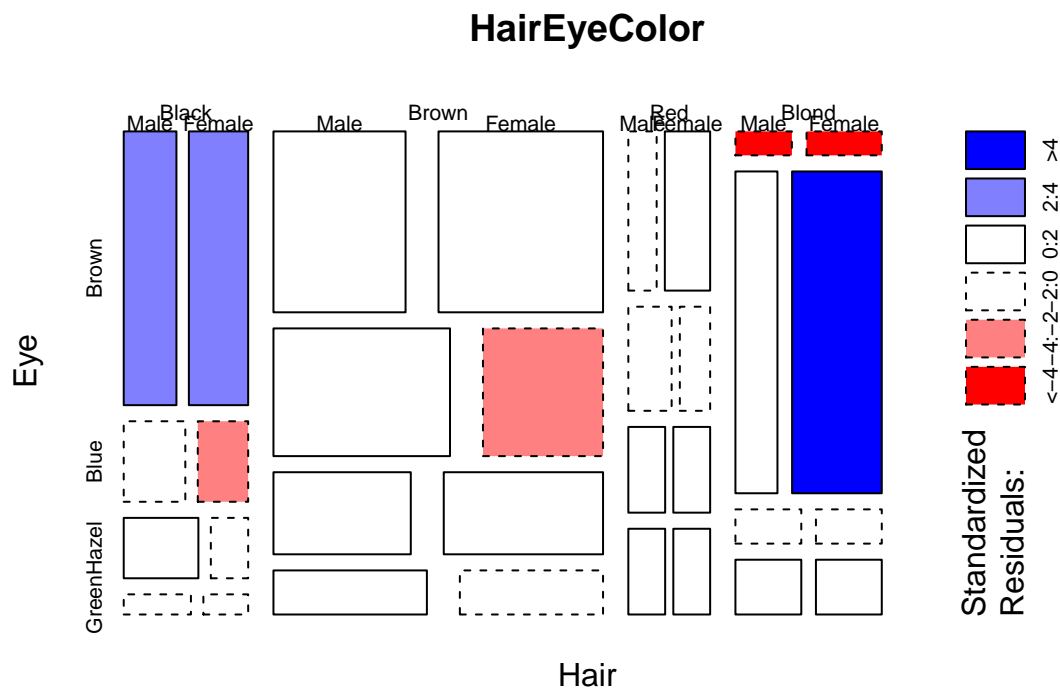 HairEyeColor
Black Brown Red Blond
Male Female Male Female Male Female Male Female
Brown
Blue
Hazel
Green
Eye
Hair
>4
2:4
0:2
−2:0
−4:−2
<−4
Standardized
Residuals: